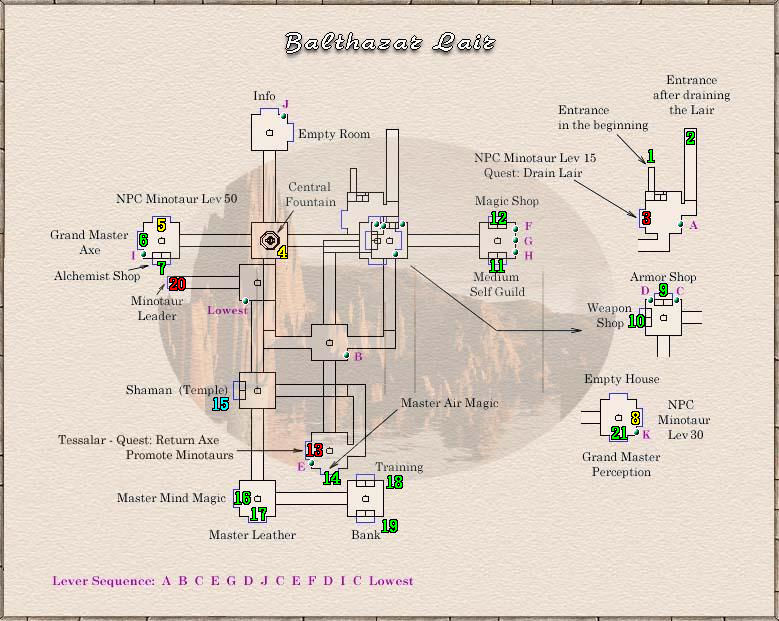 Balthazar Lair
Entrance
after draining
the Lair
Info
J
Entrance
in the beginning
2
Empty Room
1
NPC Minotaur Lev 15
Quest: Drain Lair
Central
Fountain
NPC Minotaur Lev 50
Magic Shop
12
3
A
5
F
Grand Master
Axe
6
G
4
I
H
7
11
Alchemist Shop
Medium
Self Guild
20
Armor Shop
Minotaur
Leader
D
9
C
Lowest
Weapon
Shop
10
B
Empty House
Shaman (Temple)
15
Master Air Magic
8
NPC
Minotaur
Lev 30
21
K
Tessalar - Quest: Return Axe
Promote Minotaurs
13
Grand Master
Perception
E
14
Training
18
Master Mind Magic
16
17
19
Master Leather
Bank
Lever Sequence: A B C E G D J C E F D I C Lowest